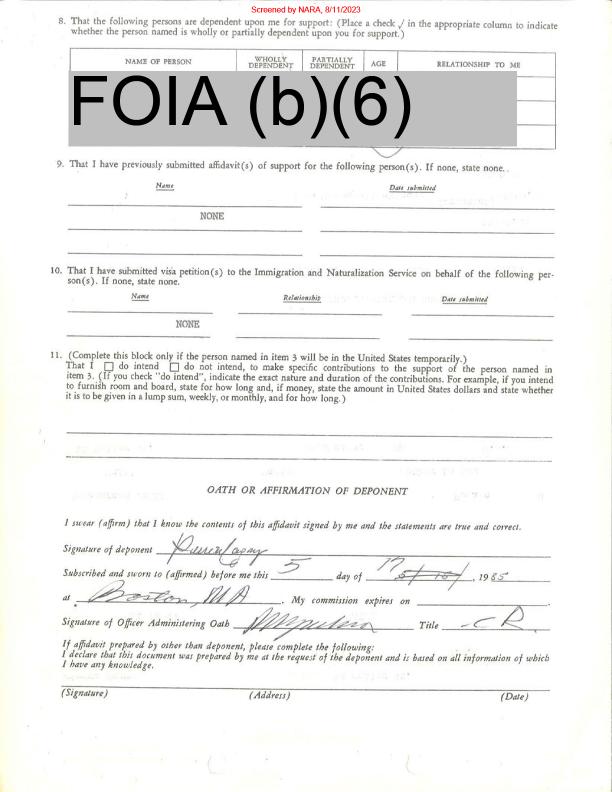 Screened by NARA, 8/11/2023
8. That the following persons are dependent upon me for support: (Place a check √ in the appropriate column to indicate
whether the person named is wholly or partially dependent upon you for support.)
NAME OF PERSON WHOLLY DEPENDENT PARTIALLY DEPENDENT AGE RELATIONSHIP TO ME
FOIA (b)(6)
9. That I have previously submitted affidavit(s) of support for the following person(s). If none, state none.
Name Date submitted
NONE
10. That I have submitted visa petition(s) to the Immigration and Naturalization Service on behalf of the following per-
son(s). If none, state none.
Name Relationship Date submitted
NONE
11. (Complete this block only if the person named in item 3 will be in the United States temporarily.)
That I ☐ do intend ☐ do not intend, to make specific contributions to the support of the person named in
item 3. (If you check "do intend", indicate the exact nature and duration of the contributions. For example, if you intend
to furnish room and board, state for how long and, if money, state the amount in United States dollars and state whether
it is to be given in a lump sum, weekly, or monthly, and for how long.)
OATH OR AFFIRMATION OF DEPONENT
I swear (affirm) that I know the contents of this affidavit signed by me and the statements are true and correct.
Signature of deponent
Subscribed and sworn to (affirmed) before me this 5 day of , 1985
at Boston, MA . My commission expires on
Signature of Officer Administering Oath Title CR.
If affidavit prepared by other than deponent, please complete the following:
I declare that this document was prepared by me at the request of the deponent and is based on all information of which
I have any knowledge.
(Signature) (Address) (Date)